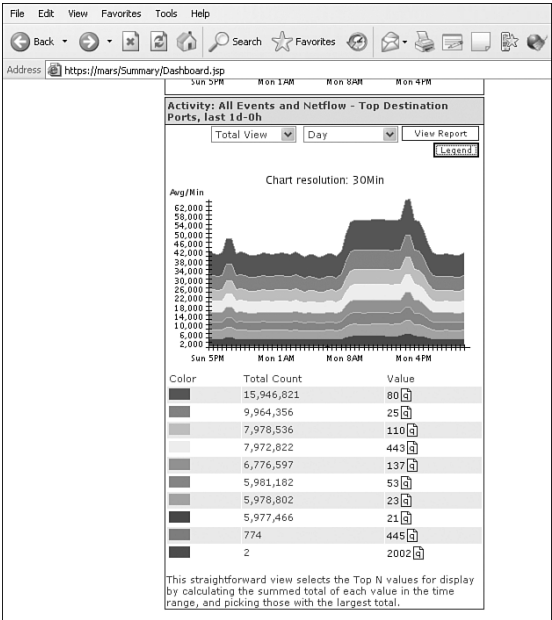 File Edit View Favorites Tools Help
Back Search Favorites
Address https://mars/Summary/Dashboard.jsp
Sun 5PM Mon 1AM Mon 8AM Mon 4PM
Activity: All Events and Netflow - Top Destination
Ports, last 1d-0h
Total View Day View Report
Legend
Chart resolution: 30Min
Avg/Min
62,000
58,000
54,000
50,000
46,000
42,000
38,000
34,000
30,000
26,000
22,000
18,000
14,000
10,000
6,000
2,000
Sun 5PM Mon 1AM Mon 8AM Mon 4PM
Color Total Count Value
15,946,821 80 q
9,964,356 25 q
7,978,536 110 q
7,972,822 443 q
6,776,597 137 q
5,981,182 53 q
5,978,802 23 q
5,977,466 21 q
774 445 q
2 2002 q
This straightforward view selects the Top N values for display
by calculating the summed total of each value in the time
range, and picking those with the largest total.